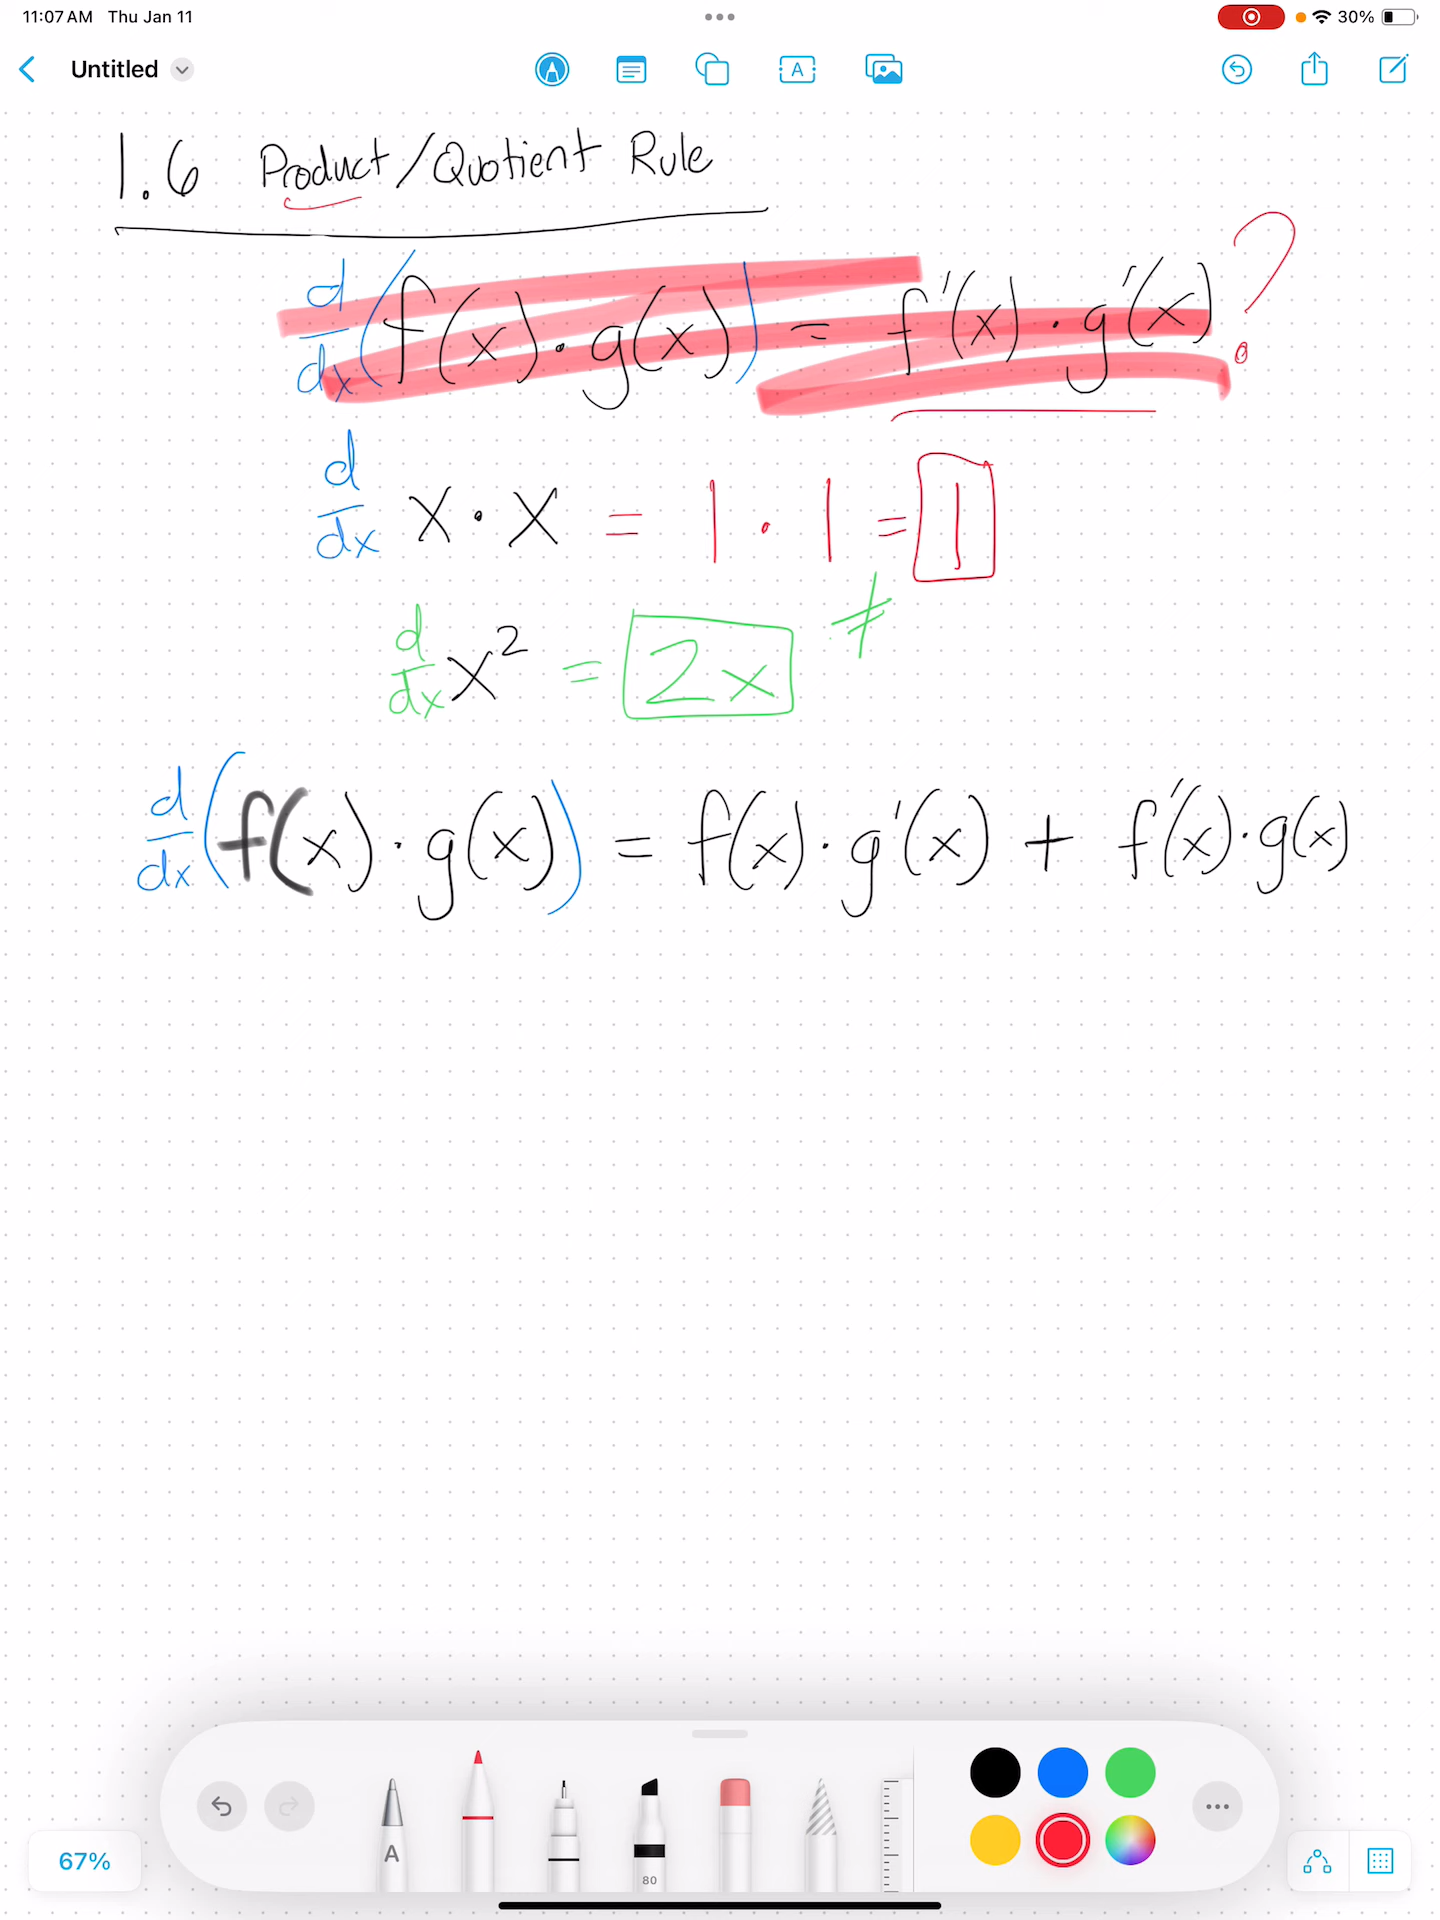 11:07 AM Thu Jan 11
30%
Untitled
A
1.6 Product/Quotient Rule
d/dx (f(x)·g(x)) = f'(x)·g'(x) ?
d/dx x·x = 1·1 = 1
≠
d/dx x² = 2x
d/dx (f(x)·g(x)) = f(x)·g'(x) + f'(x)·g(x)
A
80
67%